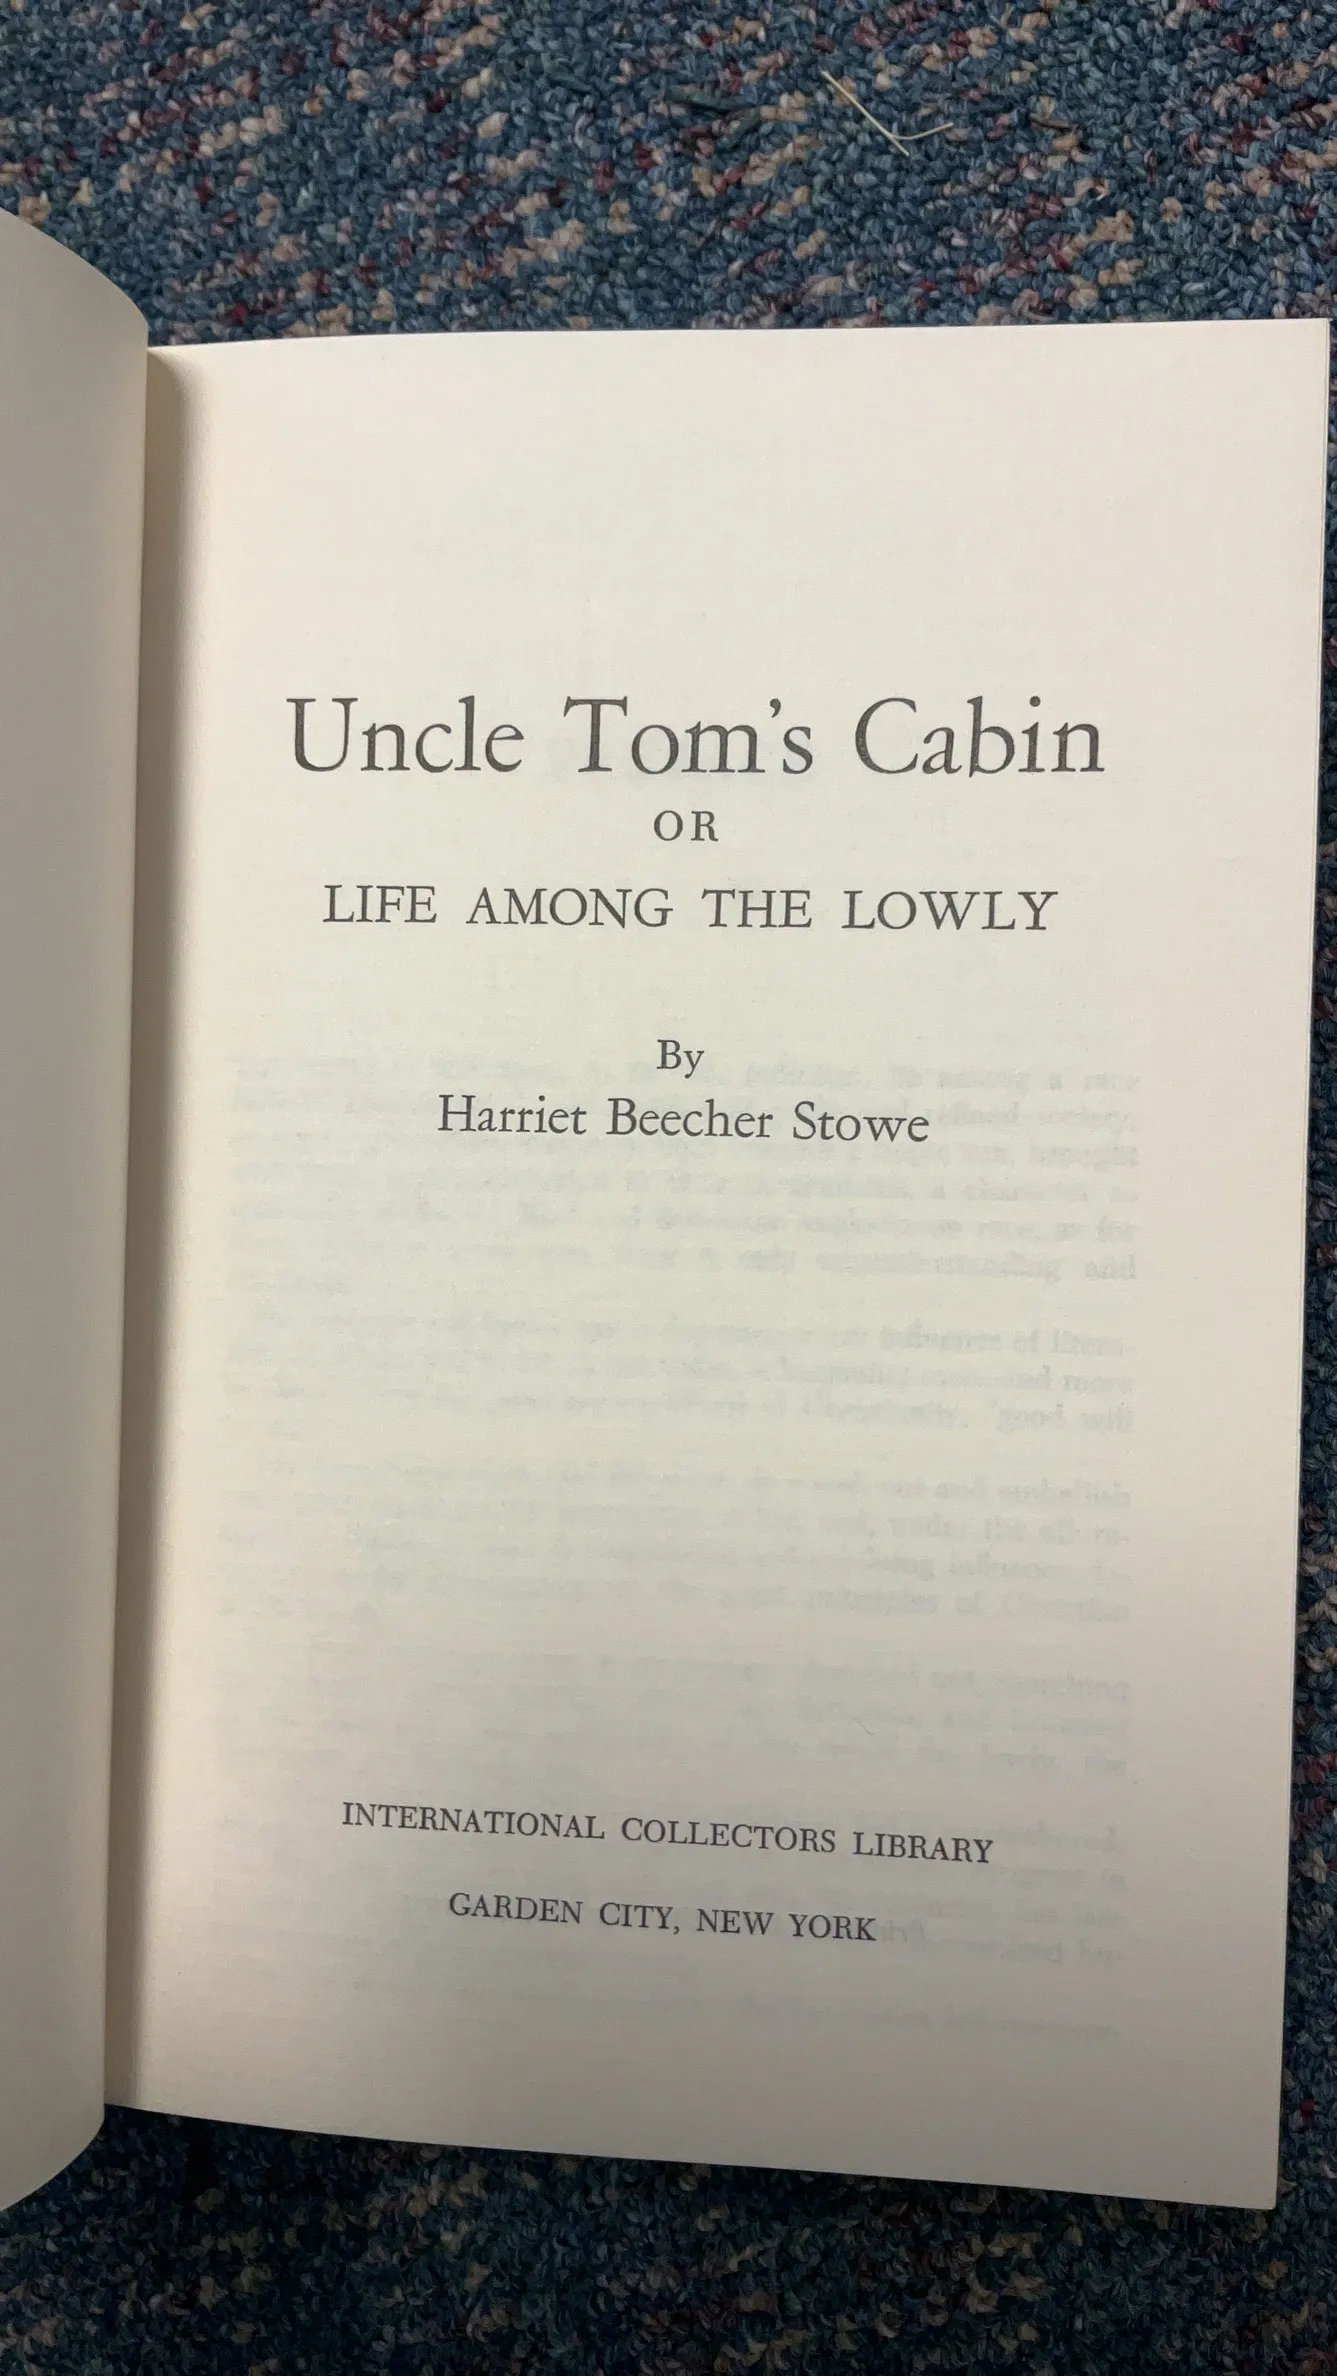 Uncle Tom's Cabin
OR
LIFE AMONG THE LOWLY
By
Harriet Beecher Stowe
INTERNATIONAL COLLECTORS LIBRARY
GARDEN CITY, NEW YORK